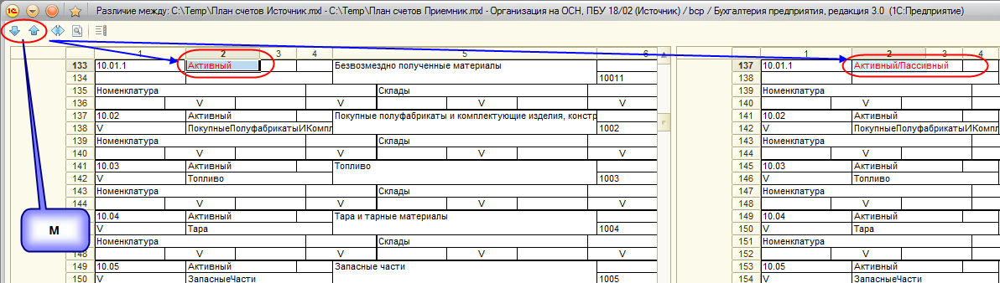 Различие между: C:\Temp\План счетов Источник.mxl - C:\Temp\План счетов Приемник.mxl - Организация на ОСН, ПБУ 18/02 (Источник) / bcp / Бухгалтерия предприятия, редакция 3.0 (1С:Предприятие)
1 2 3 4 5 6 1 2 3 4
133 10.01.1 Активный Безвозмездно полученные материалы 137 10.01.1 Активный/Пассивный
134 10011 138
135 Номенклатура Склады 139 Номенклатура
136 V V V V 140 V
137 10.02 Активный Покупные полуфабрикаты и комплектующие изделия, констр 141 10.02 Активный
138 V ПокупныеПолуфабрикатыИКомпл 1002 142 V ПокупныеПолуфабрикатыИКомпл
139 Номенклатура Склады 143 Номенклатура
140 V V V V 144 V
141 10.03 Активный Топливо 145 10.03 Активный
142 V Топливо 1003 146 V Топливо
143 Номенклатура Склады 147 Номенклатура
144 V V V V 148 V
10.04 Активный Тара и тарные материалы 149 10.04 Активный
V Тара 1004 150 V Тара
Номенклатура Склады 151 Номенклатура
148 V V V V 152 V
149 10.05 Активный Запасные части 153 10.05 Активный
150 V ЗапасныеЧасти 1005 154 V ЗапасныеЧасти
М